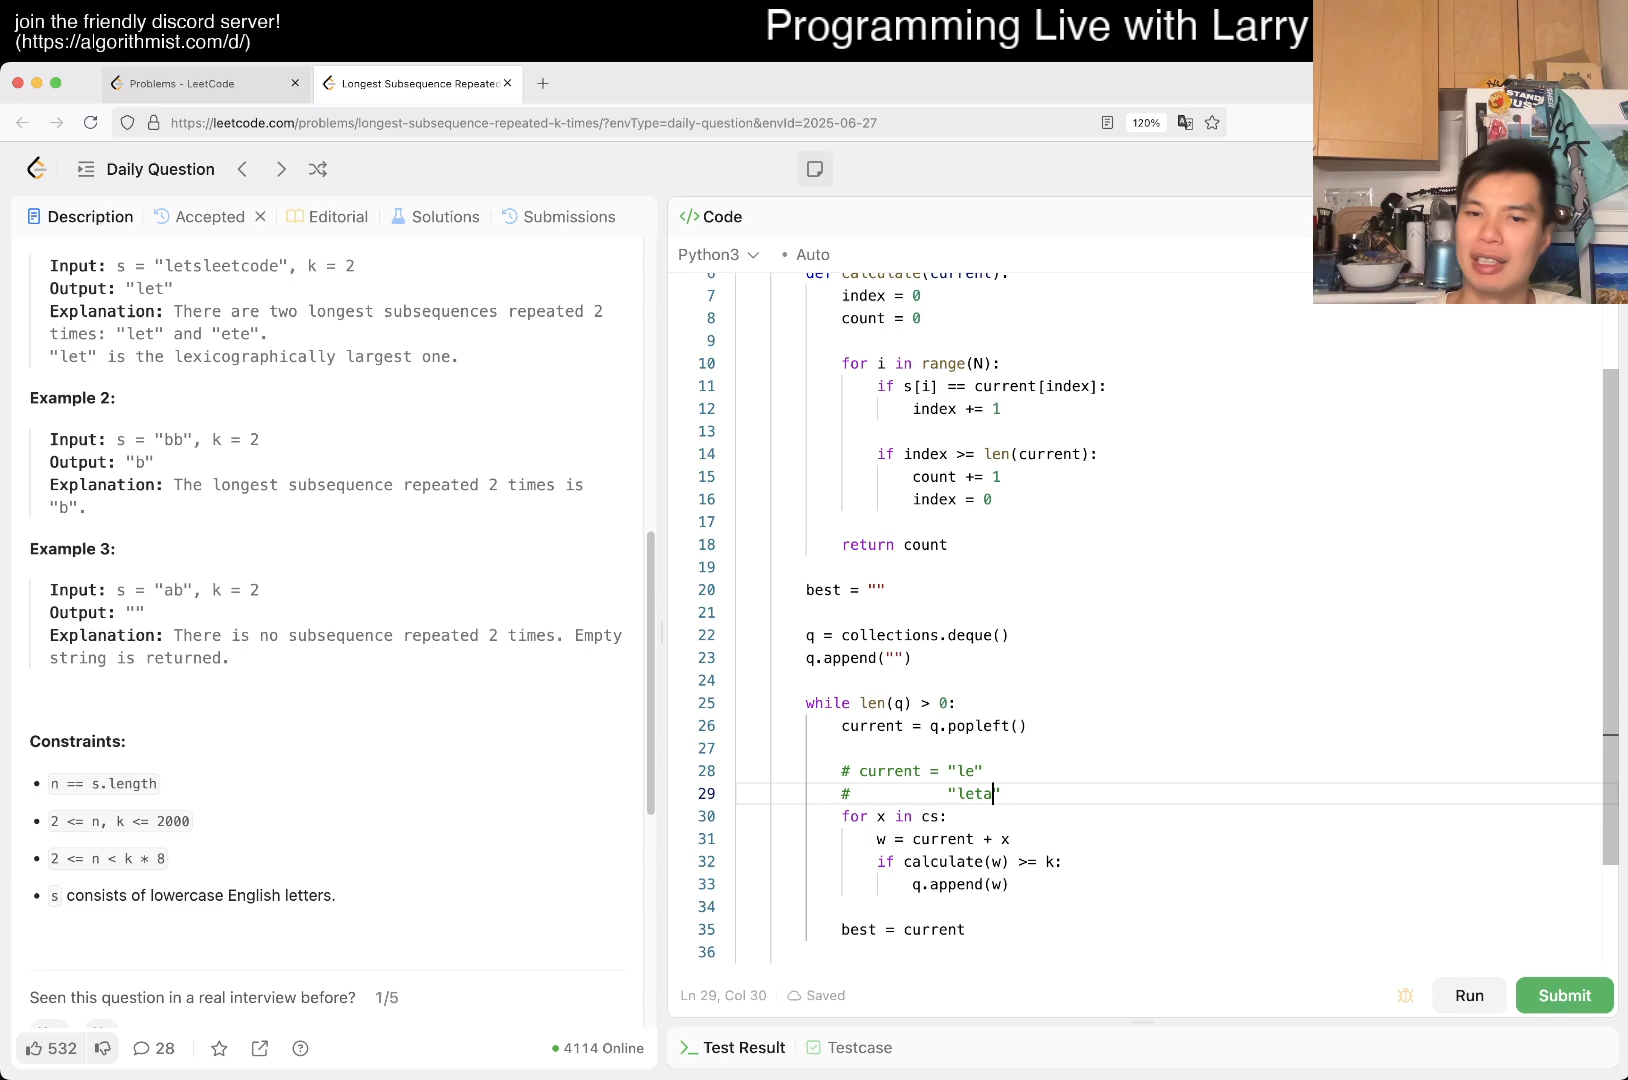 join the friendly discord server!
(https://algorithmist.com/d/)
Programming Live with Larry
Problems - LeetCode
Longest Subsequence Repeated
https://leetcode.com/problems/longest-subsequence-repeated-k-times/?envType=daily-question&envId=2025-06-27
120%
Daily Question
Description
Accepted
Editorial
Solutions
Submissions
Input: s = "letsleetcode", k = 2
Output: "let"
Explanation: There are two longest subsequences repeated 2
times: "let" and "ete".
"let" is the lexicographically largest one.
Example 2:
Input: s = "bb", k = 2
Output: "b"
Explanation: The longest subsequence repeated 2 times is
"b".
Example 3:
Input: s = "ab", k = 2
Output: ""
Explanation: There is no subsequence repeated 2 times. Empty
string is returned.
Constraints:
• n == s.length
• 2 <= n, k <= 2000
• 2 <= n < k * 8
• s consists of lowercase English letters.
Seen this question in a real interview before? 1/5
532
28
4114 Online
</> Code
Python3
• Auto
6 def calculate(current):
7 index = 0
8 count = 0
9
10 for i in range(N):
11 if s[i] == current[index]:
12 index += 1
13
14 if index >= len(current):
15 count += 1
16 index = 0
17
18 return count
19
20 best = ""
21
22 q = collections.deque()
23 q.append("")
24
25 while len(q) > 0:
26 current = q.popleft()
27
28 # current = "le"
29 # "leta"
30 for x in cs:
31 w = current + x
32 if calculate(w) >= k:
33 q.append(w)
34
35 best = current
36
Ln 29, Col 30
Saved
Run
Submit
Test Result
Testcase
STAND